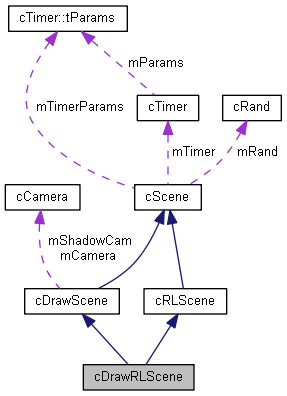 cTimer::tParams
mParams
mTimerParams
cTimer
cRand
mTimer
mRand
cCamera
cScene
mShadowCam
mCamera
cDrawScene
cRLScene
cDrawRLScene